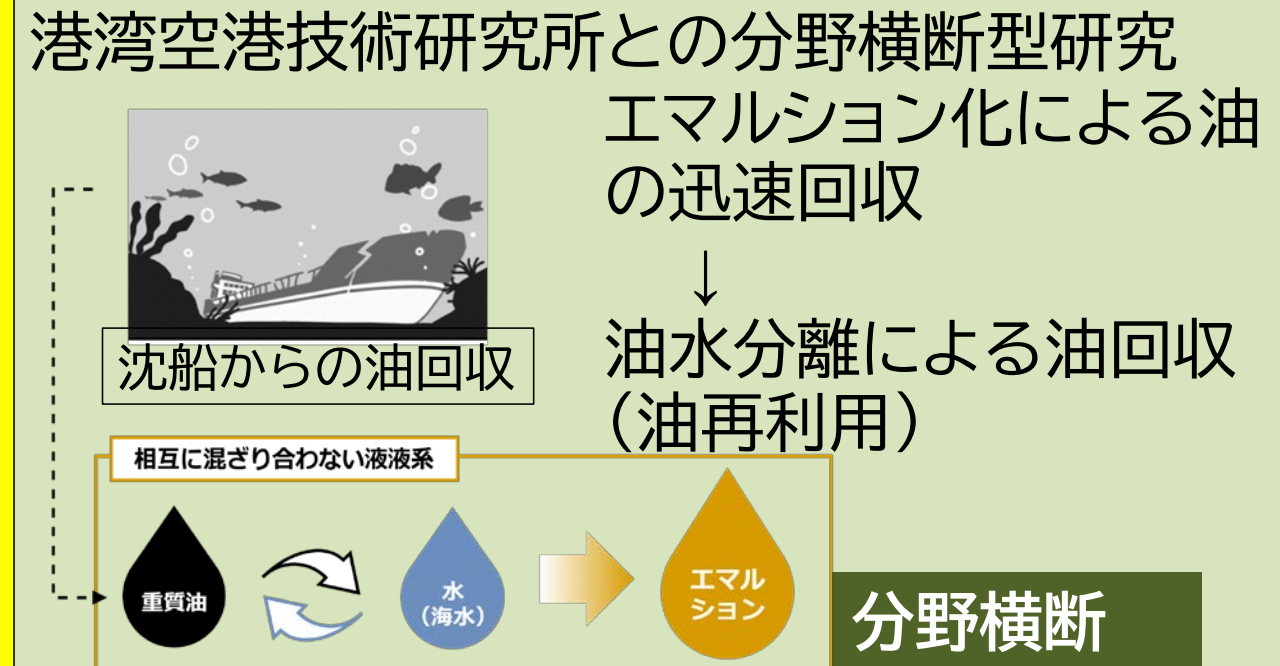 港湾空港技術研究所との分野横断型研究
エマルション化による油
の迅速回収
↓
油水分離による油回収
（油再利用）
沈船からの油回収
相互に混ざり合わない液液系
重質油
水
（海水）
エマル
ション
分野横断